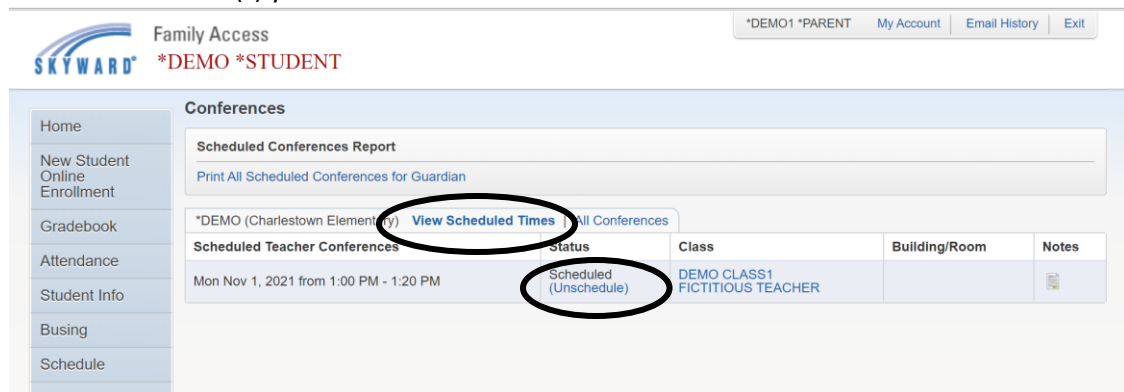 *DEMO1 *PARENT My Account Email History Exit
Family Access
SKYWARD® *DEMO *STUDENT
Conferences
Home
New Student
Online
Enrollment
Gradebook
Attendance
Student Info
Busing
Schedule
Scheduled Conferences Report
Print All Scheduled Conferences for Guardian
*DEMO (Charlestown Elementary) View Scheduled Times | All Conferences
Scheduled Teacher Conferences Status Class Building/Room Notes
Mon Nov 1, 2021 from 1:00 PM - 1:20 PM Scheduled DEMO CLASS1
(Unschedule) FICTITIOUS TEACHER